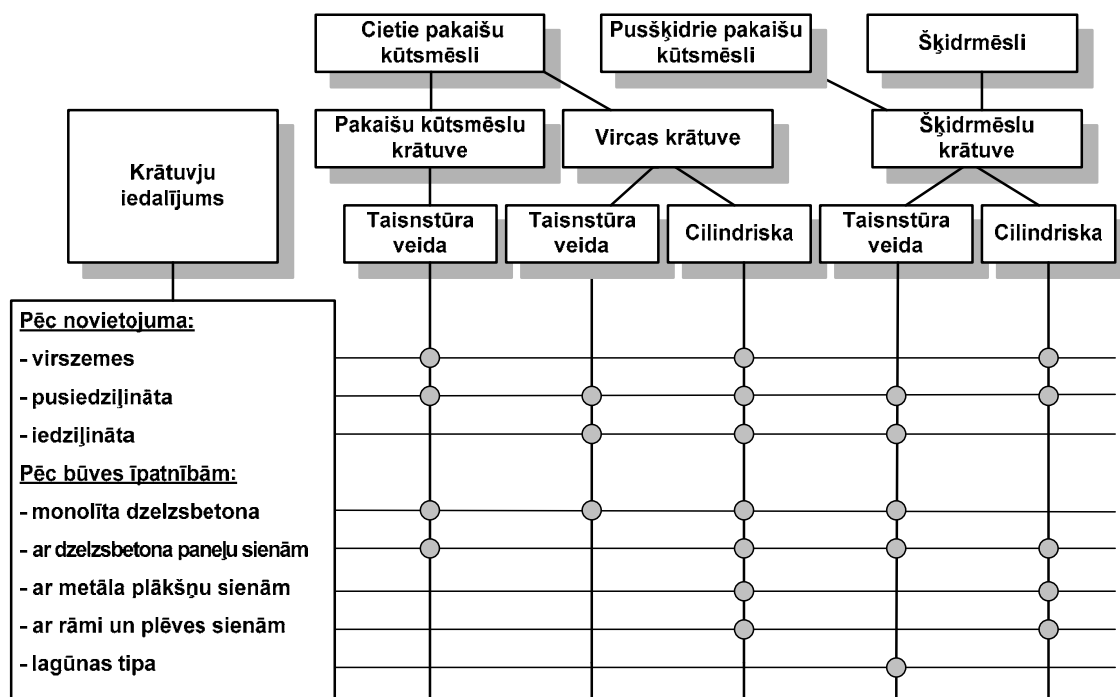 Cietie pakaišu
kūtsmēsli
Pusšķidrie pakaišu
kūtsmēsli
Šķidrmēsli
Krātuvju
iedalījums
Pakaišu kūtsmēslu
krātuve
Vircas krātuve
Šķidrmēslu
krātuve
Taisnstūra
veida
Taisnstūra
veida
Cilindriska
Taisnstūra
veida
Cilindriska
Pēc novietojuma:
- virszemes
- pusiedziļināta
- iedziļināta
Pēc būves īpatnībām:
- monolīta dzelzsbetona
- ar dzelzsbetona paneļu sienām
- ar metāla plākšņu sienām
- ar rāmi un plēves sienām
- lagūnas tipa